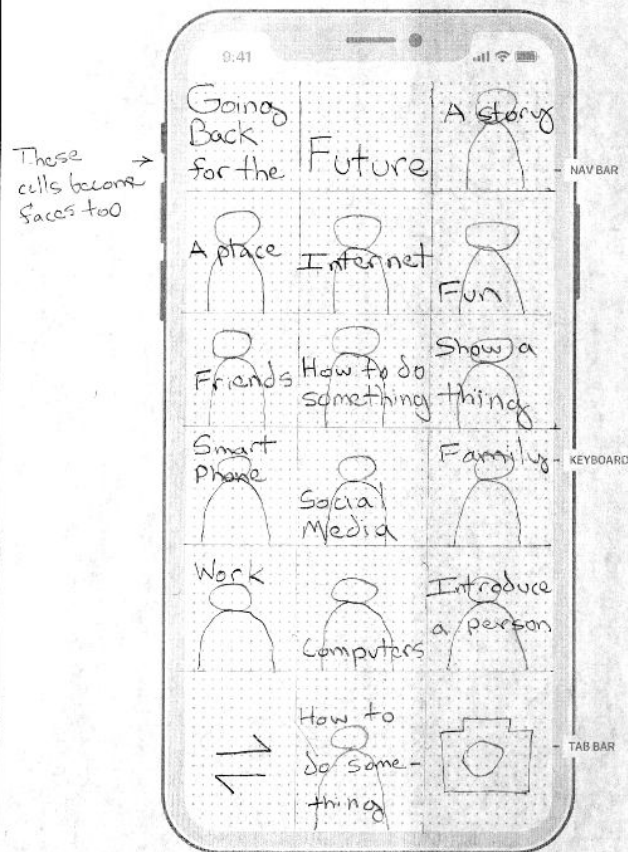 9:41
Going
Back
for the
Future
A story
These
cells become
faces too
NAV BAR
A place
Internet
Fun
Friends
How to do
something
Show a
thing
Smart
Phone
Social
Media
Family
KEYBOARD
Work
Computers
Introduce
a person
How to
do some-
thing
TAB BAR